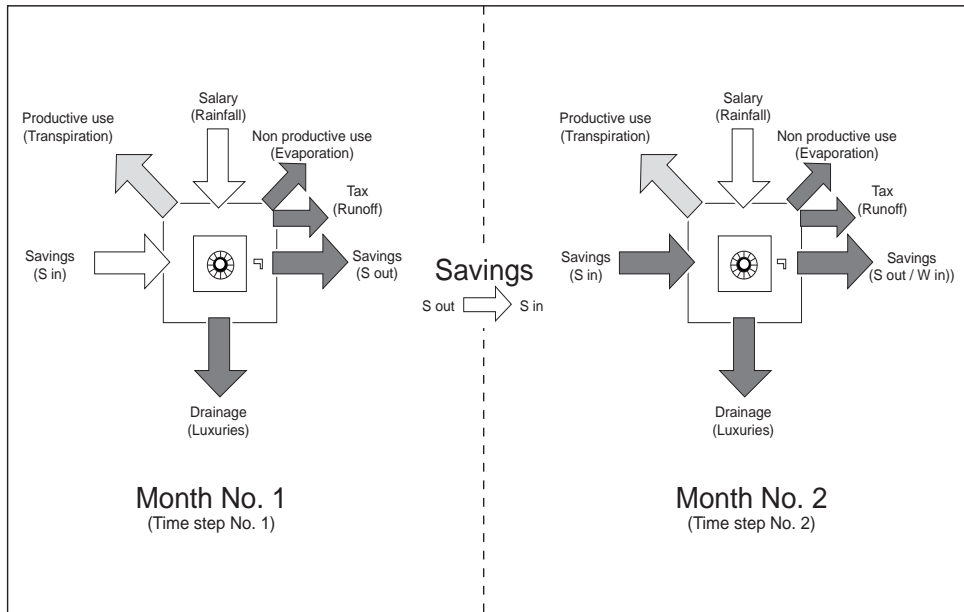 Salary
(Rainfall)
Productive use
(Transpiration)
Non productive use
(Evaporation)
Tax
(Runoff)
Savings
(S in)
Savings
(S out)
Drainage
(Luxuries)
Month No. 1
(Time step No. 1)
Savings
S out
S in
Salary
(Rainfall)
Productive use
(Transpiration)
Non productive use
(Evaporation)
Tax
(Runoff)
Savings
(S in)
Savings
(S out / W in))
Drainage
(Luxuries)
Month No. 2
(Time step No. 2)